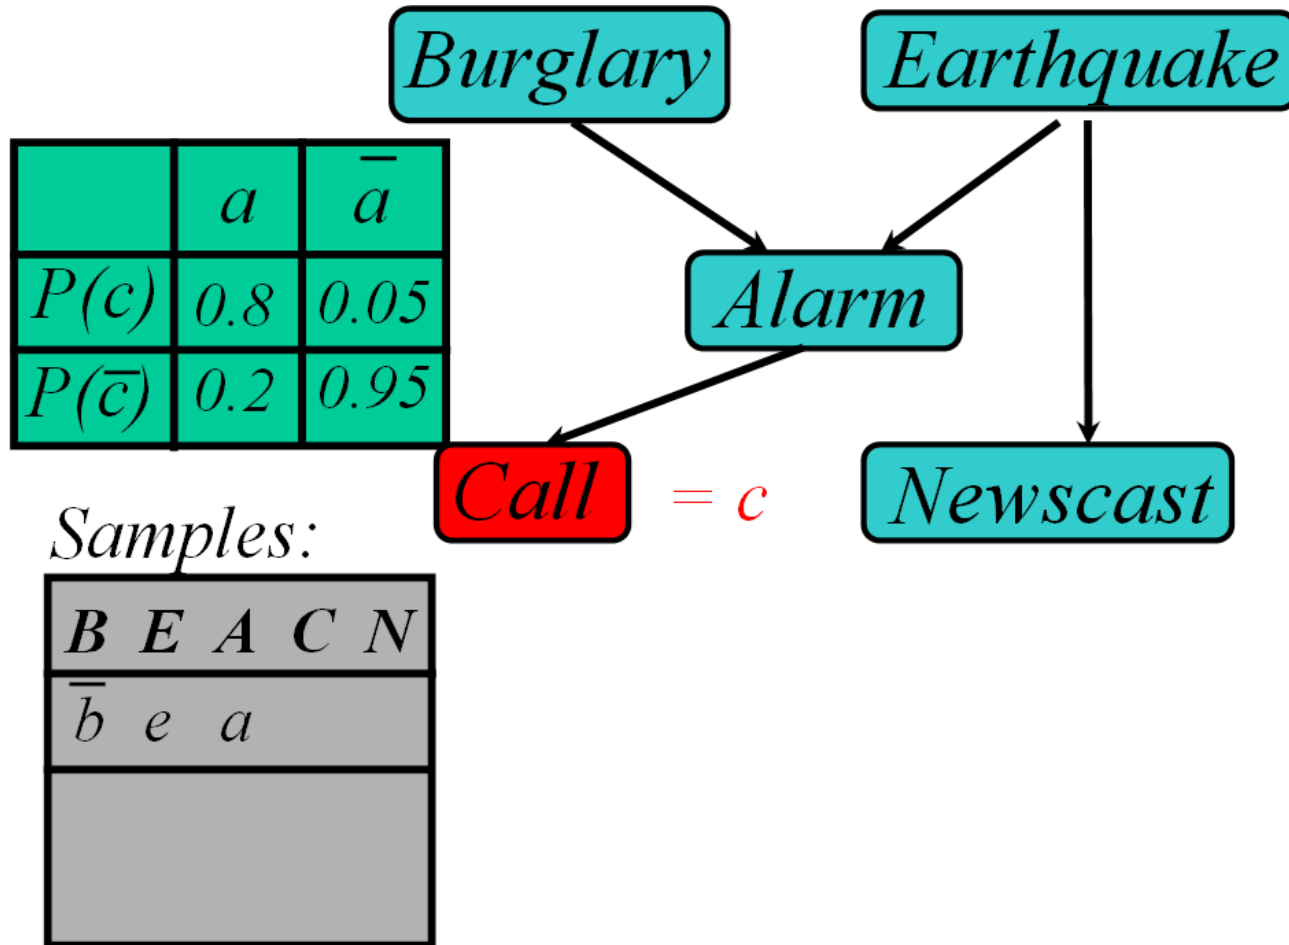 Burglary
Earthquake
a a̅
P(c) 0.8 0.05
P(c̅) 0.2 0.95
Alarm
Call = c
Newscast
Samples:
B E A C N
b̅ e a